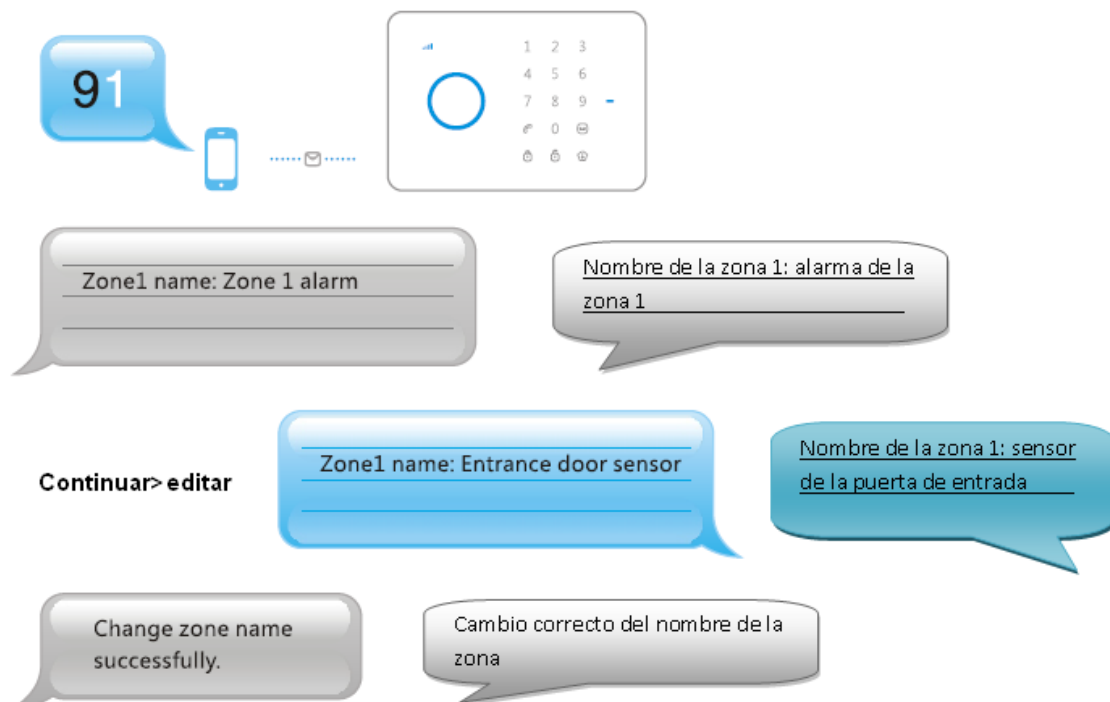 91
1 2 3
4 5 6
7 8 9
0
Zone1 name: Zone 1 alarm
Nombre de la zona 1: alarma de la
zona 1
Continuar> editar
Zone1 name: Entrance door sensor
Nombre de la zona 1: sensor
de la puerta de entrada
Change zone name
successfully.
Cambio correcto del nombre de la
zona